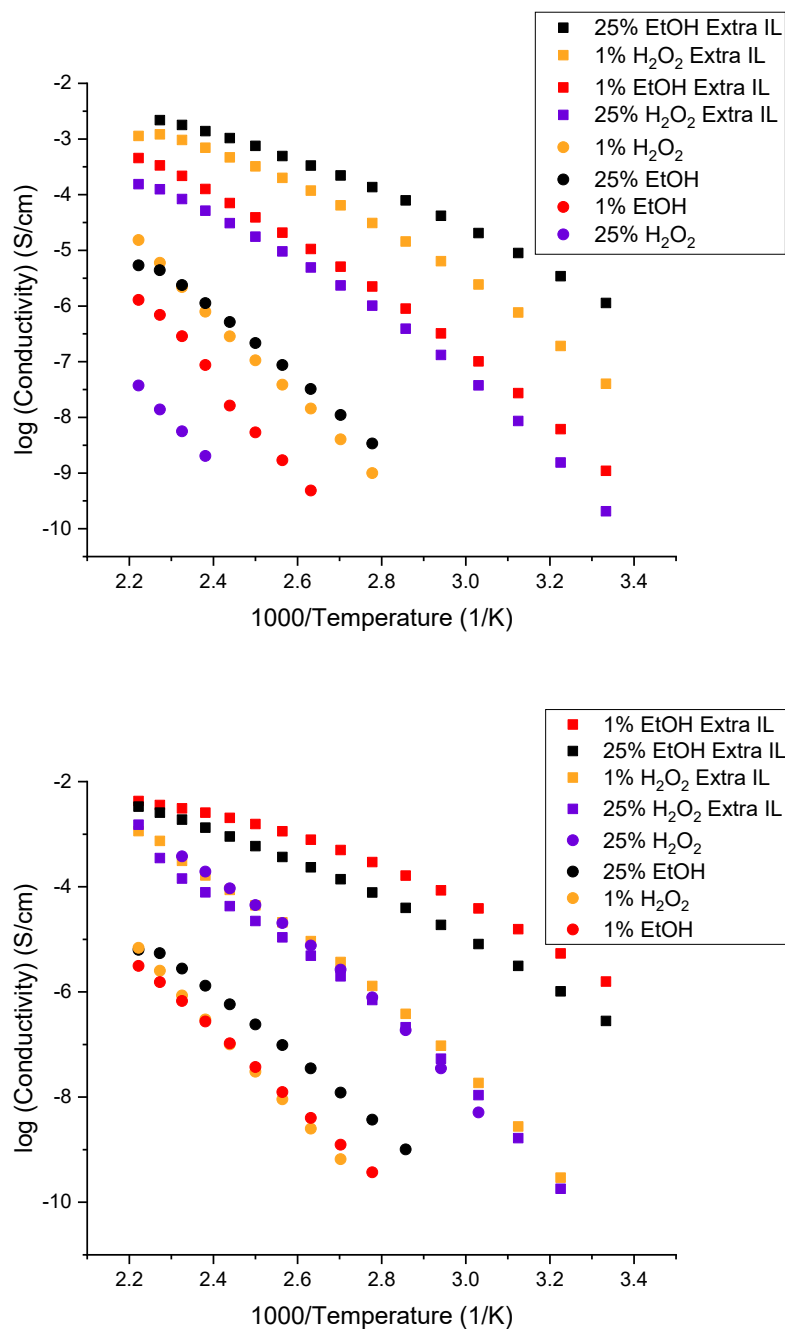 25% EtOH Extra IL
1% H₂O₂ Extra IL
1% EtOH Extra IL
25% H₂O₂ Extra IL
1% H₂O₂
25% EtOH
1% EtOH
25% H₂O₂
log (Conductivity) (S/cm)
-2
-3
-4
-5
-6
-7
-8
-9
-10
2.2 2.4 2.6 2.8 3.0 3.2 3.4
1000/Temperature (1/K)
1% EtOH Extra IL
25% EtOH Extra IL
1% H₂O₂ Extra IL
25% H₂O₂ Extra IL
25% H₂O₂
25% EtOH
1% H₂O₂
1% EtOH
log (Conductivity) (S/cm)
-2
-4
-6
-8
-10
2.2 2.4 2.6 2.8 3.0 3.2 3.4
1000/Temperature (1/K)